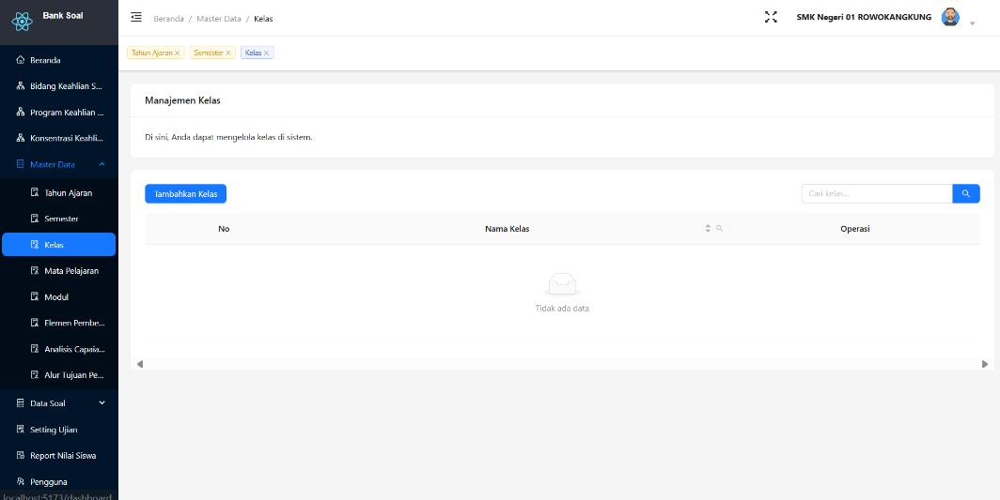 Bank Soal
Beranda
Bidang Keahlian S...
Program Keahlian ...
Konsentrasi Keahli...
Master Data
Tahun Ajaran
Semester
Kelas
Mata Pelajaran
Modul
Elemen Pembe...
Analisis Capaia...
Alur Tujuan Pe...
Data Soal
Setting Ujian
Report Nilai Siswa
Pengguna
localhost:5173/dashboard
Beranda / Master Data / Kelas
SMK Negeri 01 ROWOKANGKUNG
Tahun Ajaran Semester Kelas
Manajemen Kelas
Di sini, Anda dapat mengelola kelas di sistem.
Tambahkan Kelas
Cari kelas...
No Nama Kelas Operasi
Tidak ada data